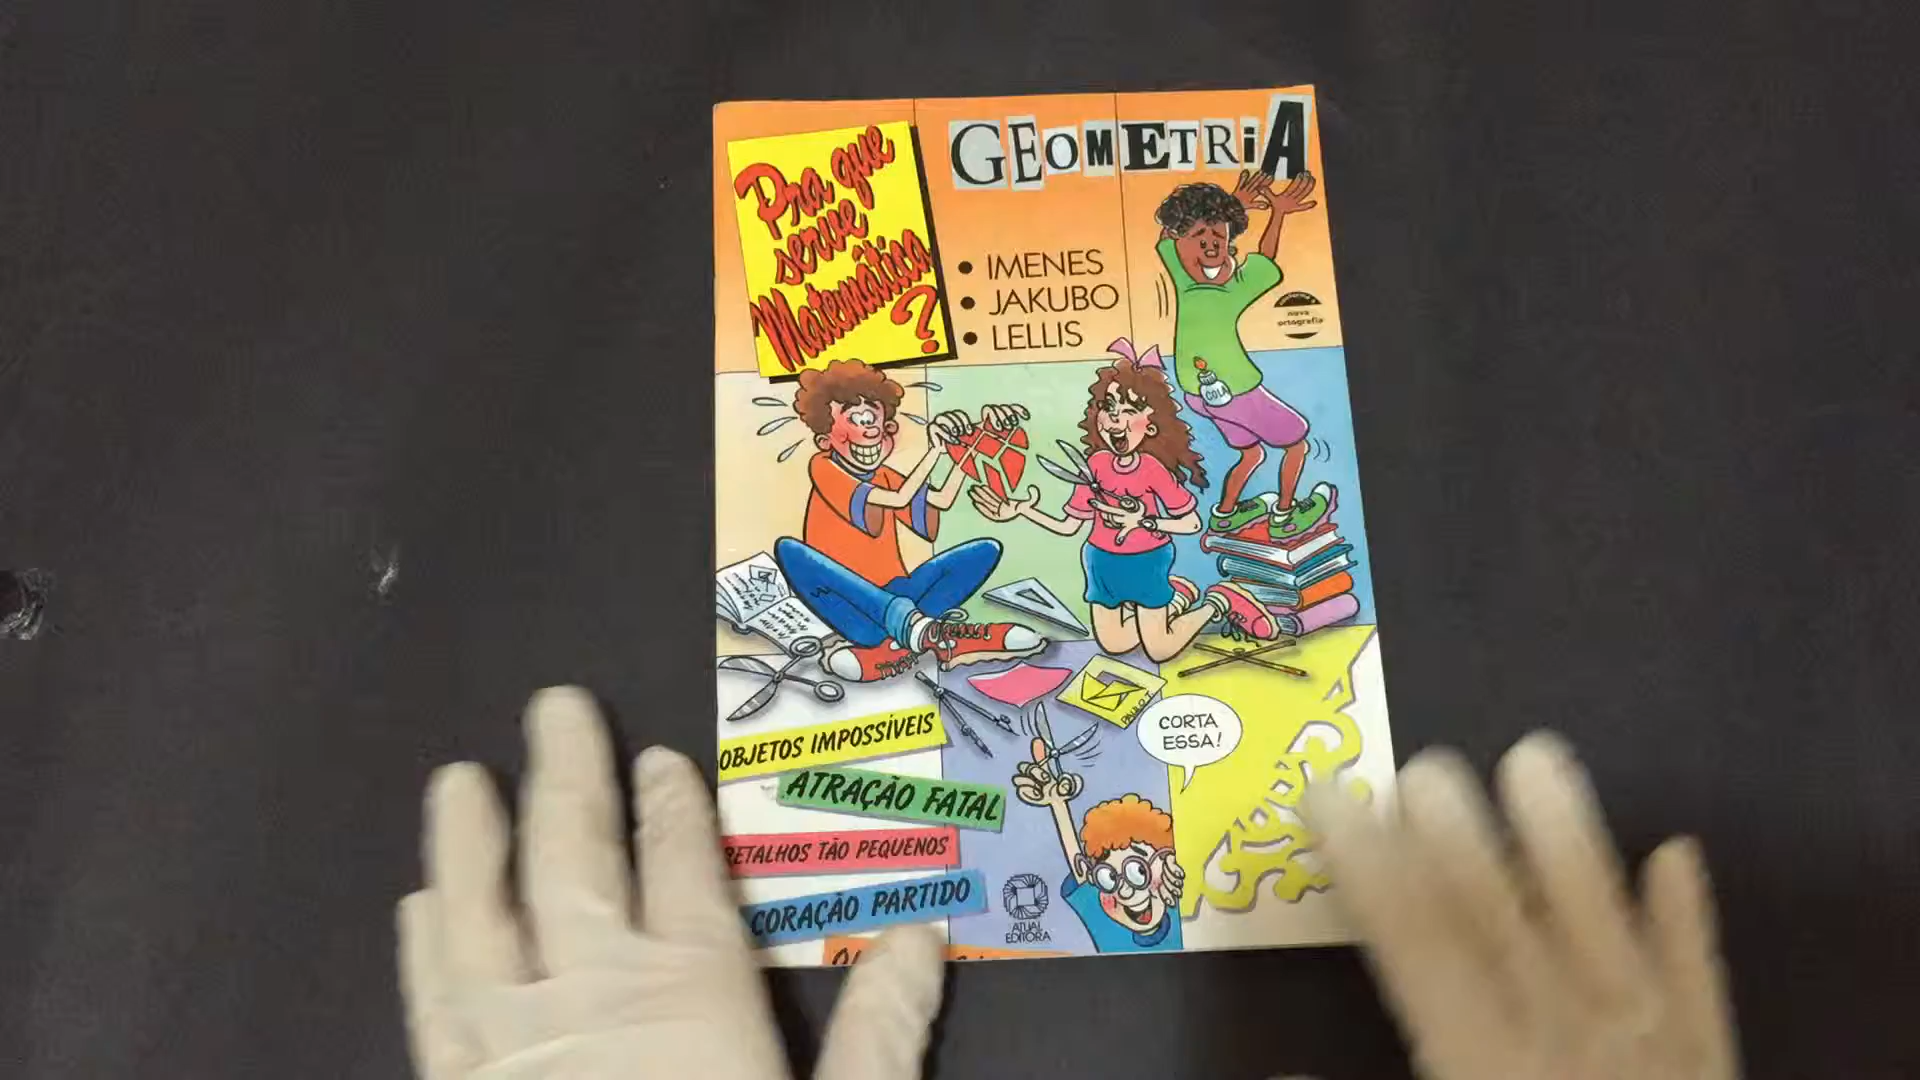 GEOMETRiA
Pra que
serve
Matemática
?
• IMENES
• JAKUBO
• LELLIS
nova
ortografia
COLA
PAULO T.
CORTA
ESSA!
OBJETOS IMPOSSÍVEIS
ATRAÇÃO FATAL
RETALHOS TÃO PEQUENOS
CORAÇÃO PARTIDO
ATUAL
EDITORA